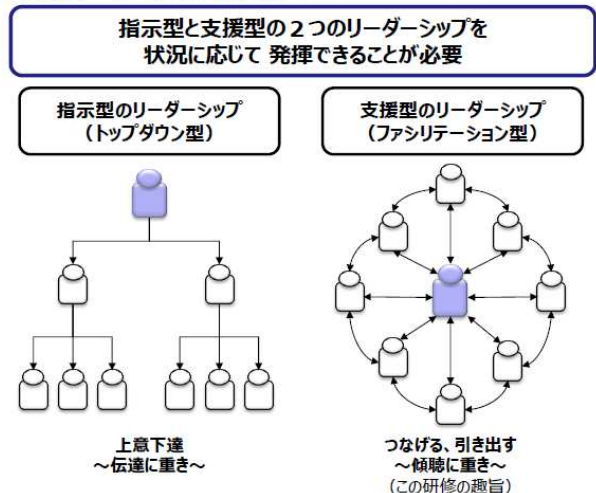 指示型と支援型の２つのリーダーシップを
状況に応じて 発揮できることが必要
指示型のリーダーシップ
（トップダウン型）
支援型のリーダーシップ
（ファシリテーション型）
上意下達
～伝達に重き～
つなげる、引き出す
～傾聴に重き～
（この研修の趣旨）